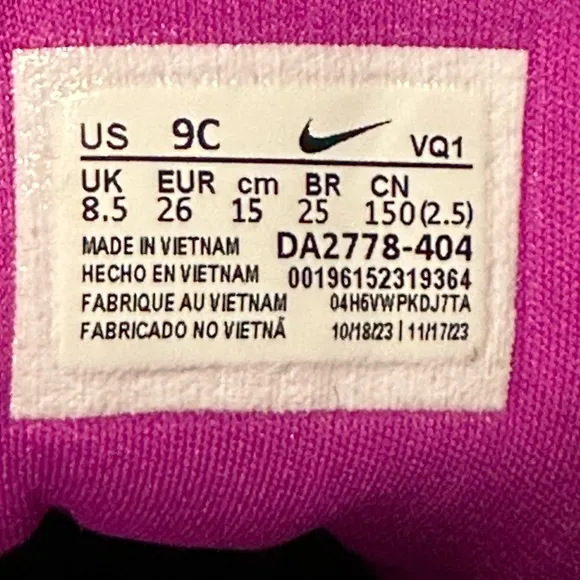 US 9C VQ1
UK EUR cm BR CN
8.5 26 15 25 150(2.5)
MADE IN VIETNAM DA2778-404
HECHO EN VIETNAM 00196152319364
FABRIQUE AU VIETNAM 04H6VWPKDJ7TA
FABRICADO NO VIETNÃ 10/18/23 | 11/17/23